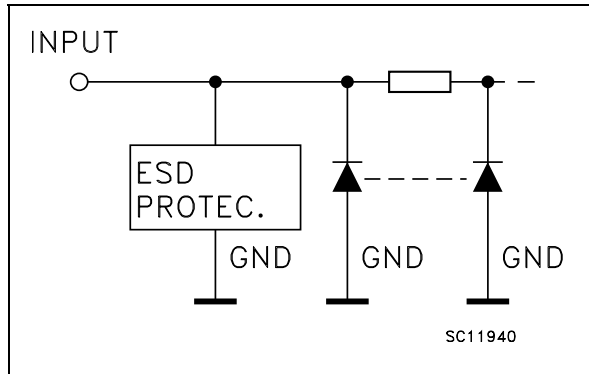 INPUT
ESD
PROTEC.
GND
GND
GND
SC11940